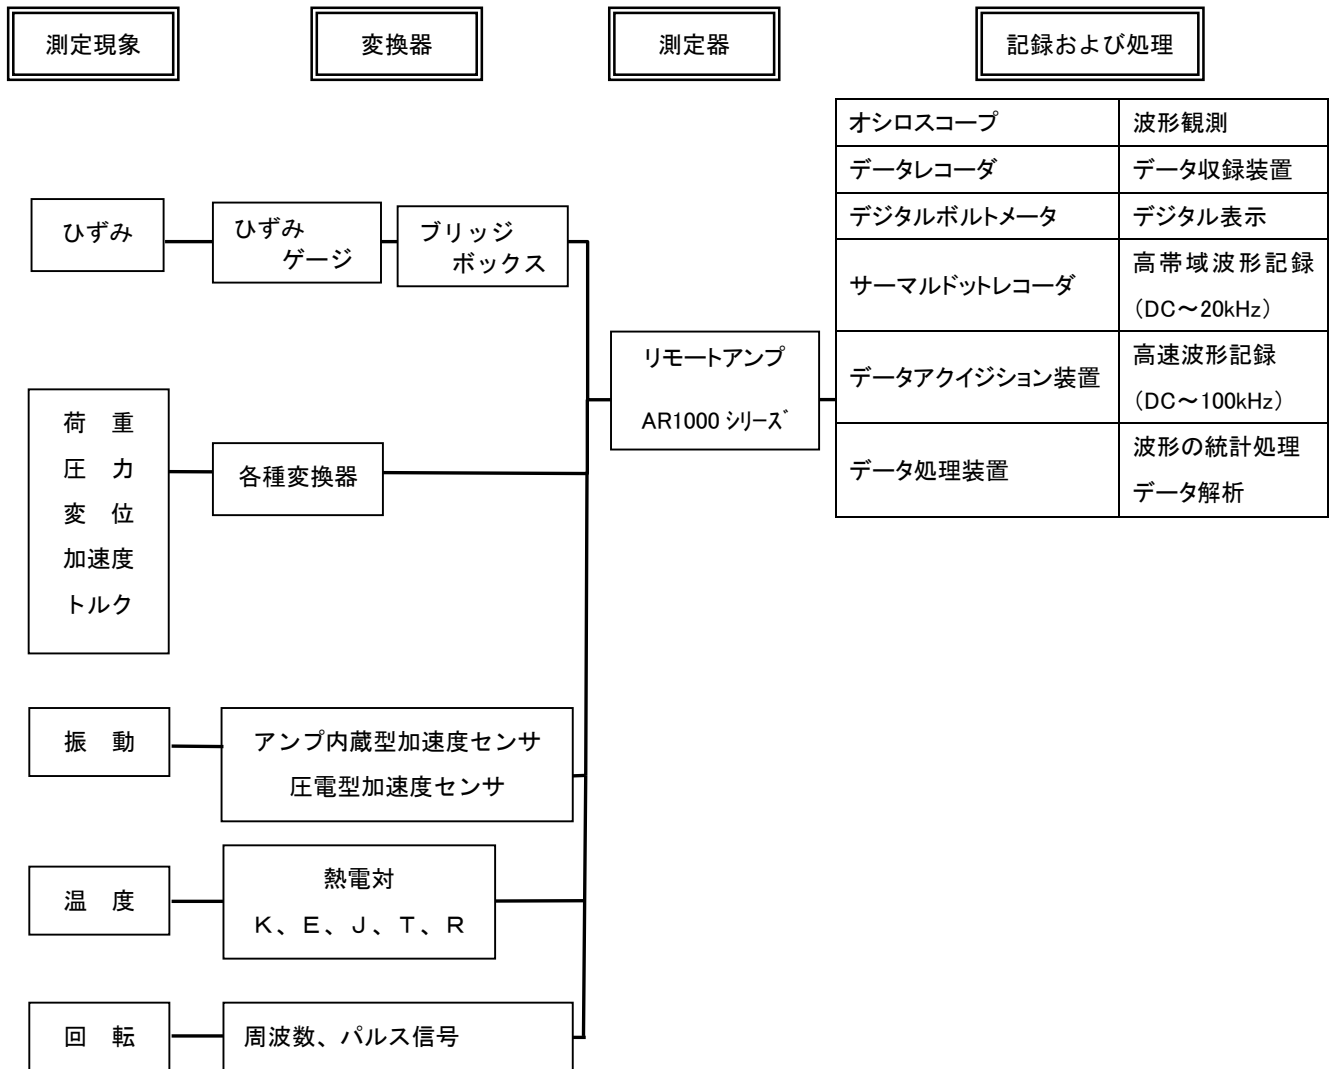 測定現象
変換器
測定器
記録および処理
オシロスコープ 波形観測
データレコーダ データ収録装置
デジタルボルトメータ デジタル表示
サーマルドットレコーダ 高帯域波形記録
(DC～20kHz)
データアクイジション装置 高速波形記録
(DC～100kHz)
データ処理装置 波形の統計処理
データ解析
ひずみ
ひずみ
ゲージ
ブリッジ
ボックス
リモートアンプ
AR1000 シリーズ
荷 重
圧 力
変 位
加速度
トルク
各種変換器
振 動
アンプ内蔵型加速度センサ
圧電型加速度センサ
温 度
熱電対
K、E、J、T、R
回 転
周波数、パルス信号